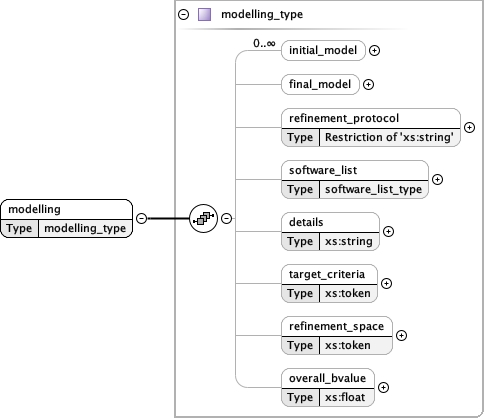 modelling_type
0..∞
initial_model
final_model
refinement_protocol
Type Restriction of 'xs:string'
software_list
Type software_list_type
modelling
Type modelling_type
details
Type xs:string
target_criteria
Type xs:token
refinement_space
Type xs:token
overall_bvalue
Type xs:float